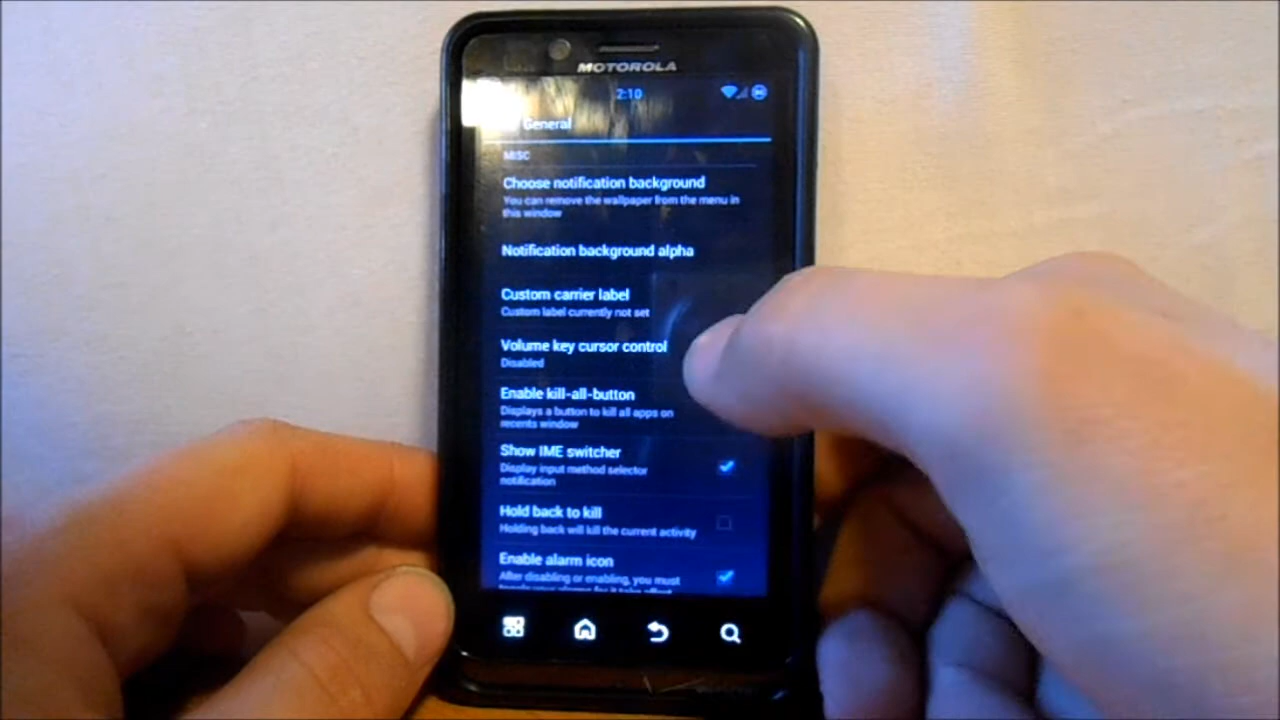 MOTOROLA
2:10
General
MISC
Choose notification background
You can remove the wallpaper from the menu in
this window
Notification background alpha
Custom carrier label
Custom label currently not set
Volume key cursor control
Disabled
Enable kill-all-button
Displays a button to kill all apps on
recents window
Show IME switcher
Display input method selector
notification
Hold back to kill
Holding back will kill the current activity
Enable alarm icon
After disabling or enabling, you must